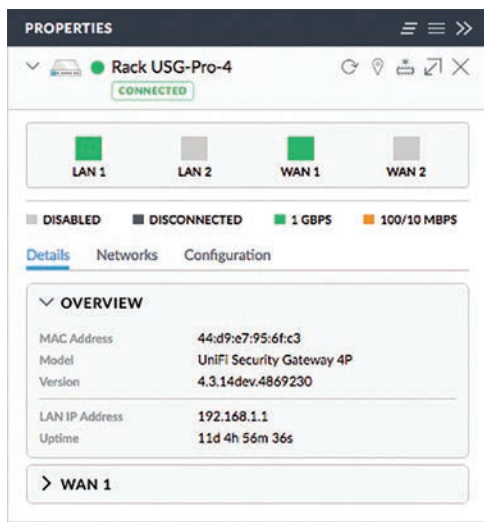 PROPERTIES
Rack USG-Pro-4
CONNECTED
LAN 1 LAN 2 WAN 1 WAN 2
DISABLED DISCONNECTED 1 GBPS 100/10 MBPS
Details Networks Configuration
OVERVIEW
MAC Address 44:d9:e7:95:6f:c3
Model UniFi Security Gateway 4P
Version 4.3.14dev.4869230
LAN IP Address 192.168.1.1
Uptime 11d 4h 56m 36s
WAN 1